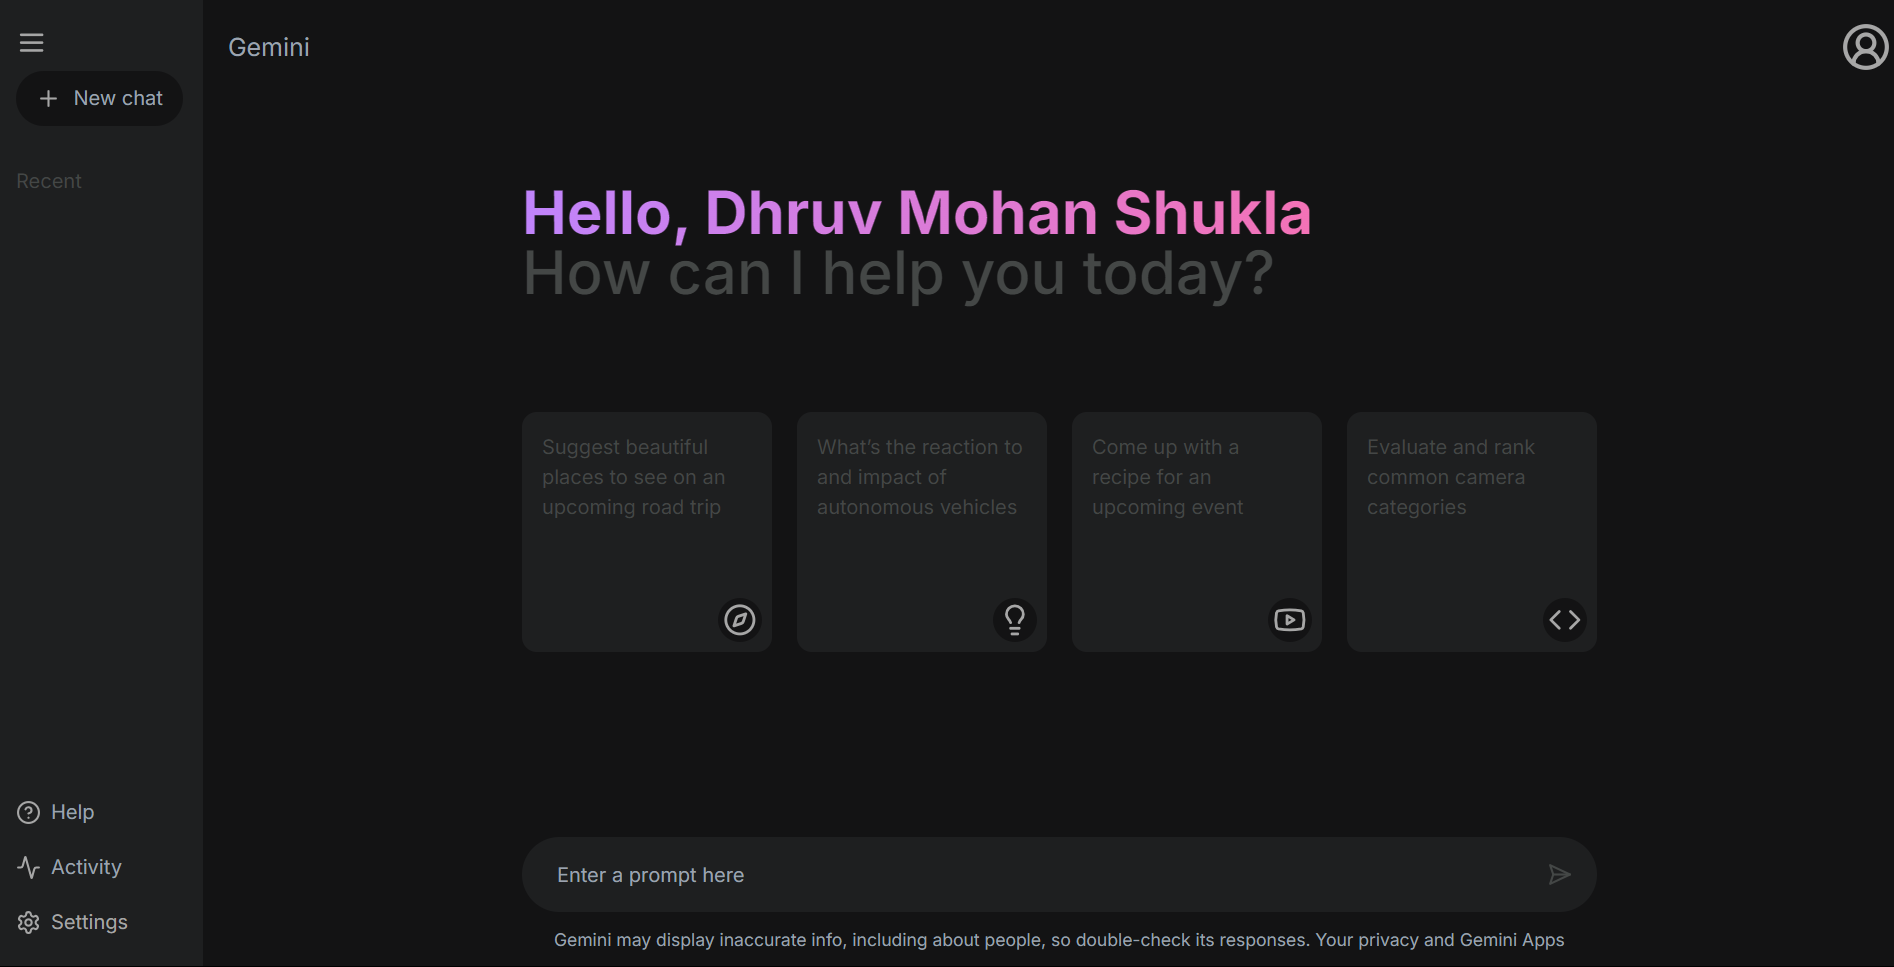 Gemini
New chat
Recent
Hello, Dhruv Mohan Shukla
How can I help you today?
Suggest beautiful
places to see on an
upcoming road trip
What’s the reaction to
and impact of
autonomous vehicles
Come up with a
recipe for an
upcoming event
Evaluate and rank
common camera
categories
Help
Activity
Settings
Enter a prompt here
Gemini may display inaccurate info, including about people, so double-check its responses. Your privacy and Gemini Apps